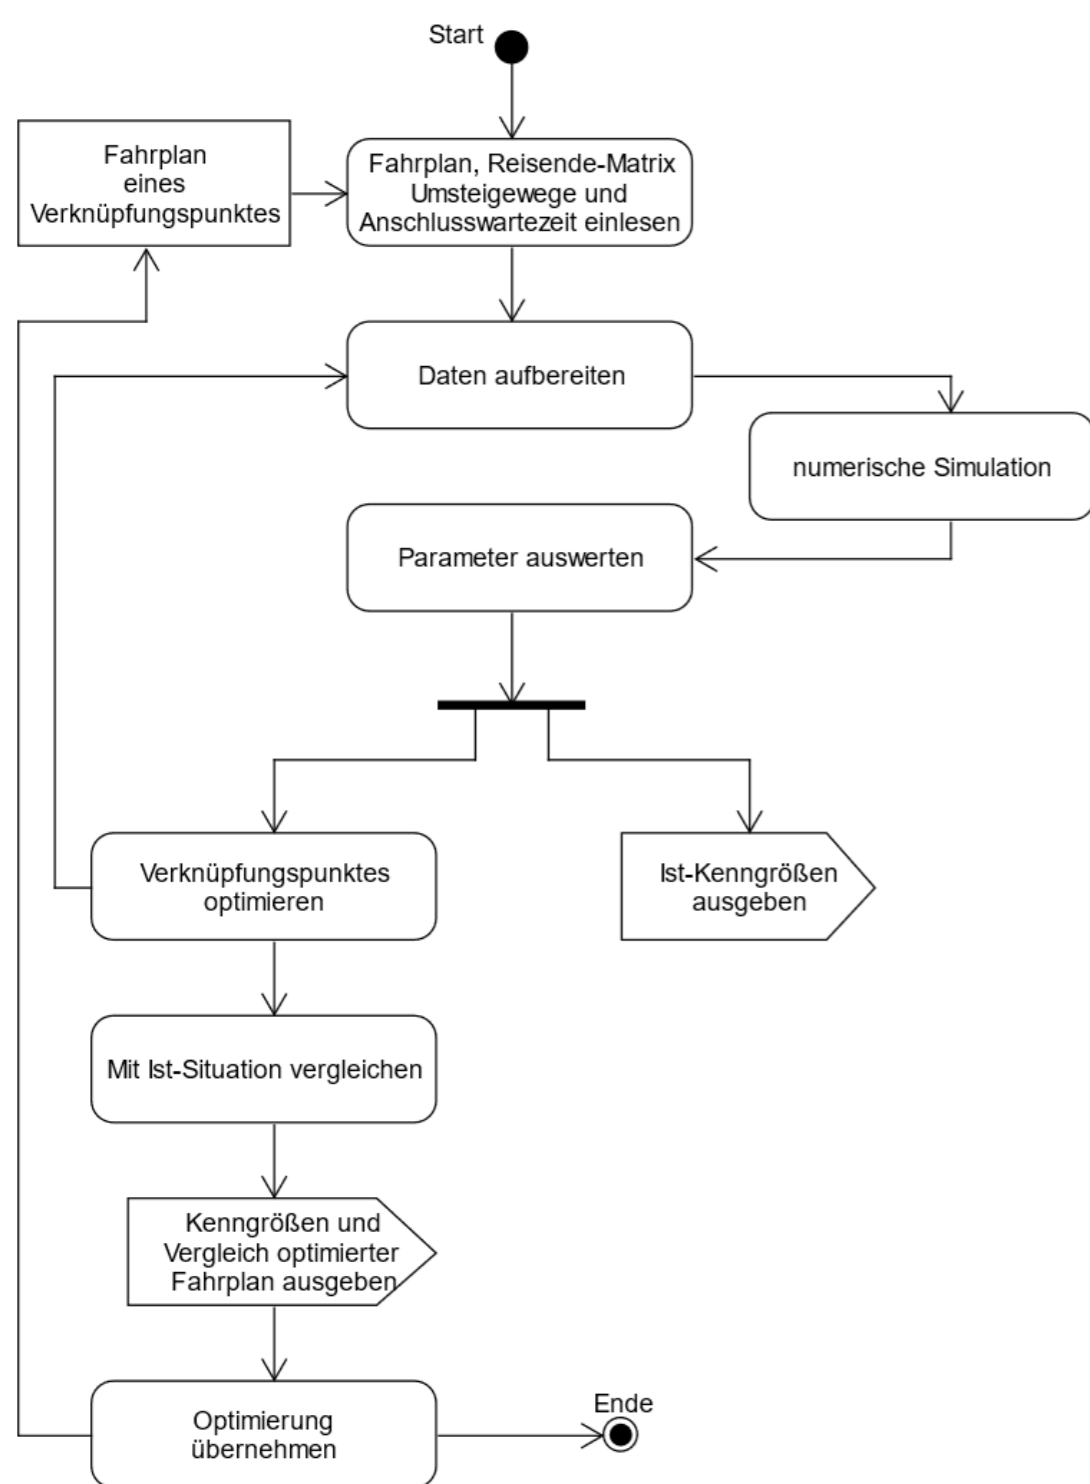 Start
Fahrplan
eines
Verknüpfungspunktes
Fahrplan, Reisende-Matrix
Umsteigewege und
Anschlusswartezeit einlesen
Daten aufbereiten
numerische Simulation
Parameter auswerten
Verknüpfungspunktes
optimieren
Ist-Kenngrößen
ausgeben
Mit Ist-Situation vergleichen
Kenngrößen und
Vergleich optimierter
Fahrplan ausgeben
Optimierung
übernehmen
Ende